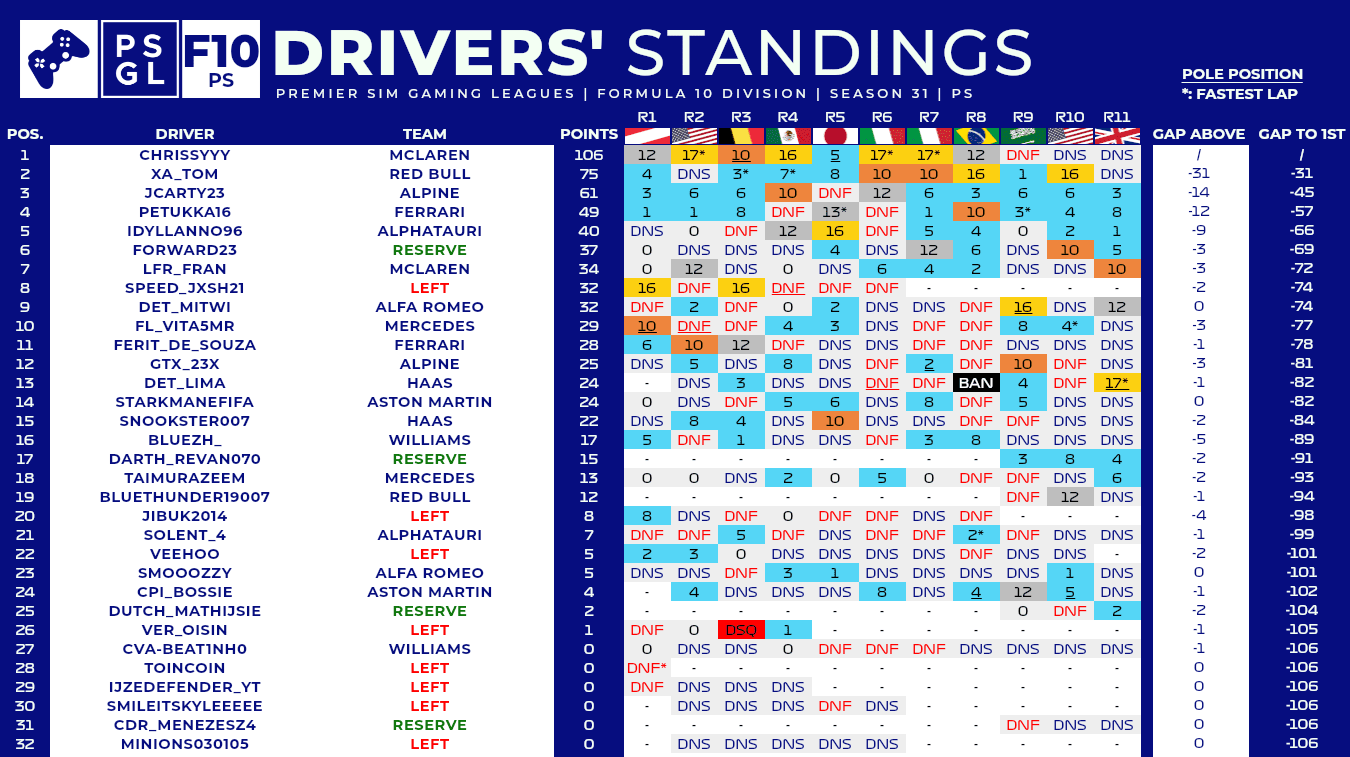 PS GL F10 PS DRIVERS' STANDINGS
PREMIER SIM GAMING LEAGUES | FORMULA 10 DIVISION | SEASON 31 | PS
POLE POSITION
*: FASTEST LAP
R1 R2 R3 R4 R5 R6 R7 R8 R9 R10 R11
POS. DRIVER TEAM POINTS GAP ABOVE GAP TO 1ST
1 CHRISSYYY MCLAREN 106 12 17* 10 16 5 17* 17* 12 DNF DNS DNS / /
2 XA_TOM RED BULL 75 4 DNS 3* 7* 8 10 10 16 1 16 DNS -31 -31
3 JCARTY23 ALPINE 61 3 6 6 10 DNF 12 6 3 6 6 3 -14 -45
4 PETUKKA16 FERRARI 49 1 1 8 DNF 13* DNF 1 10 3* 4 8 -12 -57
5 IDYLLANNO96 ALPHATAURI 40 DNS 0 DNF 12 16 DNF 5 4 0 2 1 -9 -66
6 FORWARD23 RESERVE 37 0 DNS DNS DNS 4 DNS 12 6 DNS 10 5 -3 -69
7 LFR_FRAN MCLAREN 34 0 12 DNS 0 DNS 6 4 2 DNS DNS 10 -3 -72
8 SPEED_JXSH21 LEFT 32 16 DNF 16 DNF DNF DNF - - - - - -2 -74
9 DET_MITWI ALFA ROMEO 32 DNF 2 DNF 0 2 DNS DNS DNF 16 DNS 12 0 -74
10 FL_VITA5MR MERCEDES 29 10 DNF DNF 4 3 DNS DNF DNF 8 4* DNS -3 -77
11 FERIT_DE_SOUZA FERRARI 28 6 10 12 DNF DNS DNS DNF DNF DNS DNS DNS -1 -78
12 GTX_23X ALPINE 25 DNS 5 DNS 8 DNS DNF 2 DNF 10 DNF DNS -3 -81
13 DET_LIMA HAAS 24 - DNS 3 DNS DNS DNF DNF BAN 4 DNF 17* -1 -82
14 STARKMANEFIFA ASTON MARTIN 24 0 DNS DNF 5 6 DNS 8 DNF 5 DNS DNS 0 -82
15 SNOOKSTER007 HAAS 22 DNS 8 4 DNS 10 DNS DNS DNF DNF DNS DNS -2 -84
16 BLUEZH_ WILLIAMS 17 5 DNF 1 DNS DNS DNF 3 8 DNS DNS DNS -5 -89
17 DARTH_REVAN070 RESERVE 15 - - - - - - - - 3 8 4 -2 -91
18 TAIMURAZEEM MERCEDES 13 0 0 DNS 2 0 5 0 DNF DNF DNS 6 -2 -93
19 BLUETHUNDER19007 RED BULL 12 - - - - - - - - DNF 12 DNS -1 -94
20 JIBUK2014 LEFT 8 8 DNS DNF 0 DNF DNF DNS DNF - - - -4 -98
21 SOLENT_4 ALPHATAURI 7 DNF DNF 5 DNF DNS DNF DNS 2* DNF DNS DNS -1 -99
22 VEEHOO LEFT 5 2 3 0 DNS DNS DNS DNS DNF DNS DNS - -2 -101
23 SMOOOZZY ALFA ROMEO 5 DNS DNS DNF 3 1 DNS DNS DNS DNS 1 DNS 0 -101
24 CPI_BOSSIE ASTON MARTIN 4 - 4 DNS DNS DNS 8 DNS 4 12 5 DNS -1 -102
25 DUTCH_MATHIJSIE RESERVE 2 - - - - - - - - 0 DNF 2 -2 -104
26 VER_OISIN LEFT 1 DNF 0 DSQ 1 - - - - - - - -1 -105
27 CVA-BEAT1NH0 WILLIAMS 0 0 DNS DNS 0 DNF DNF DNF DNS DNS DNS DNS -1 -106
28 TOINCOIN LEFT 0 DNF* - - - - - - - - - - 0 -106
29 IJZEDEFENDER_YT LEFT 0 DNF DNS DNS DNS - - - - - - - 0 -106
30 SMILEITSKYLEEEEE LEFT 0 - DNS DNS DNS DNF DNS - - - - - 0 -106
31 CDR_MENEZESZ4 RESERVE 0 - - - - - - - - DNF DNS DNS 0 -106
32 MINIONS030105 LEFT 0 - DNS DNS DNS DNS DNS - - - - - 0 -106